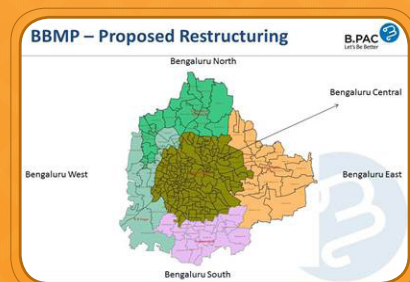 BBMP – Proposed Restructuring
B.PAC
Let's Be Better
Bengaluru North
Bengaluru Central
Bengaluru West
Bengaluru East
Bengaluru South